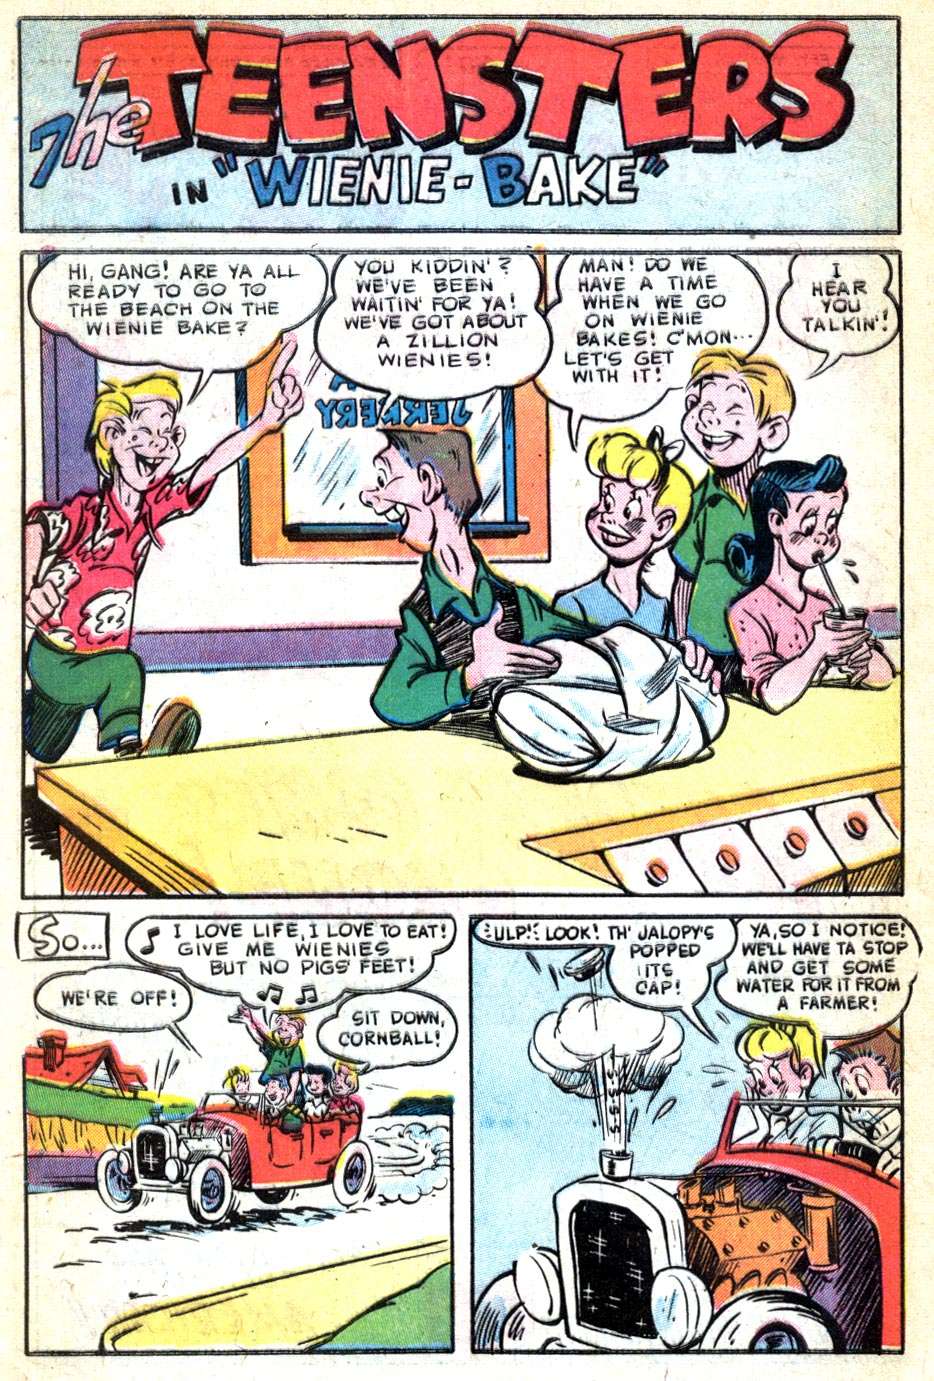 The TEENSTERS
IN "WIENIE-BAKE"
HI, GANG! ARE YA ALL
READY TO GO TO
THE BEACH ON THE
WIENIE BAKE?
YOU KIDDIN'?
WE'VE BEEN
WAITIN' FOR YA!
WE'VE GOT ABOUT
A ZILLION
WIENIES!
MAN! DO WE
HAVE A TIME
WHEN WE GO
ON WIENIE
BAKES! C'MON...
LET'S GET
WITH IT!
I
HEAR
YOU
TALKIN'!
JERKERY
SO...
I LOVE LIFE, I LOVE TO EAT!
GIVE ME WIENIES
BUT NO PIGS' FEET!
WE'RE OFF!
SIT DOWN,
CORNBALL!
ULP! LOOK! TH' JALOPY'S
POPPED
ITS
CAP!
YA, SO I NOTICE!
WE'LL HAVE TA STOP
AND GET SOME
WATER FOR IT FROM
A FARMER!